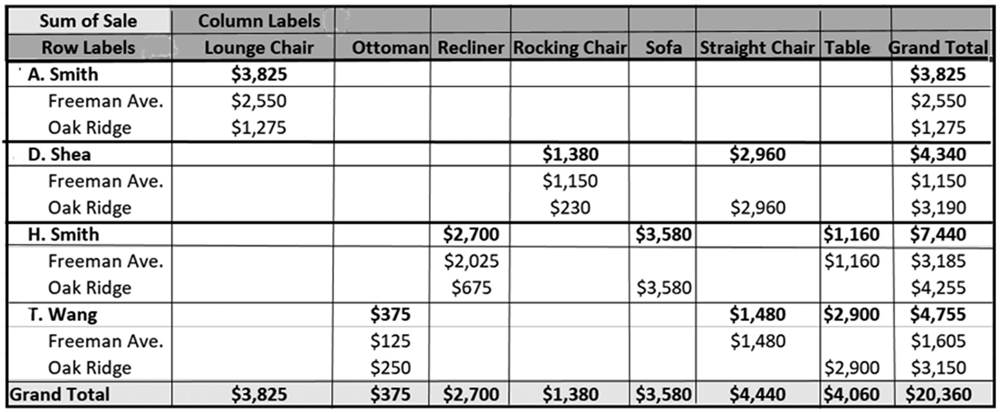 Sum of Sale Column Labels
Row Labels Lounge Chair Ottoman Recliner Rocking Chair Sofa Straight Chair Table Grand Total
A. Smith $3,825 $3,825
Freeman Ave. $2,550 $2,550
Oak Ridge $1,275 $1,275
D. Shea $1,380 $2,960 $4,340
Freeman Ave. $1,150 $1,150
Oak Ridge $230 $2,960 $3,190
H. Smith $2,700 $3,580 $1,160 $7,440
Freeman Ave. $2,025 $1,160 $3,185
Oak Ridge $675 $3,580 $4,255
T. Wang $375 $1,480 $2,900 $4,755
Freeman Ave. $125 $1,480 $1,605
Oak Ridge $250 $2,900 $3,150
Grand Total $3,825 $375 $2,700 $1,380 $3,580 $4,440 $4,060 $20,360